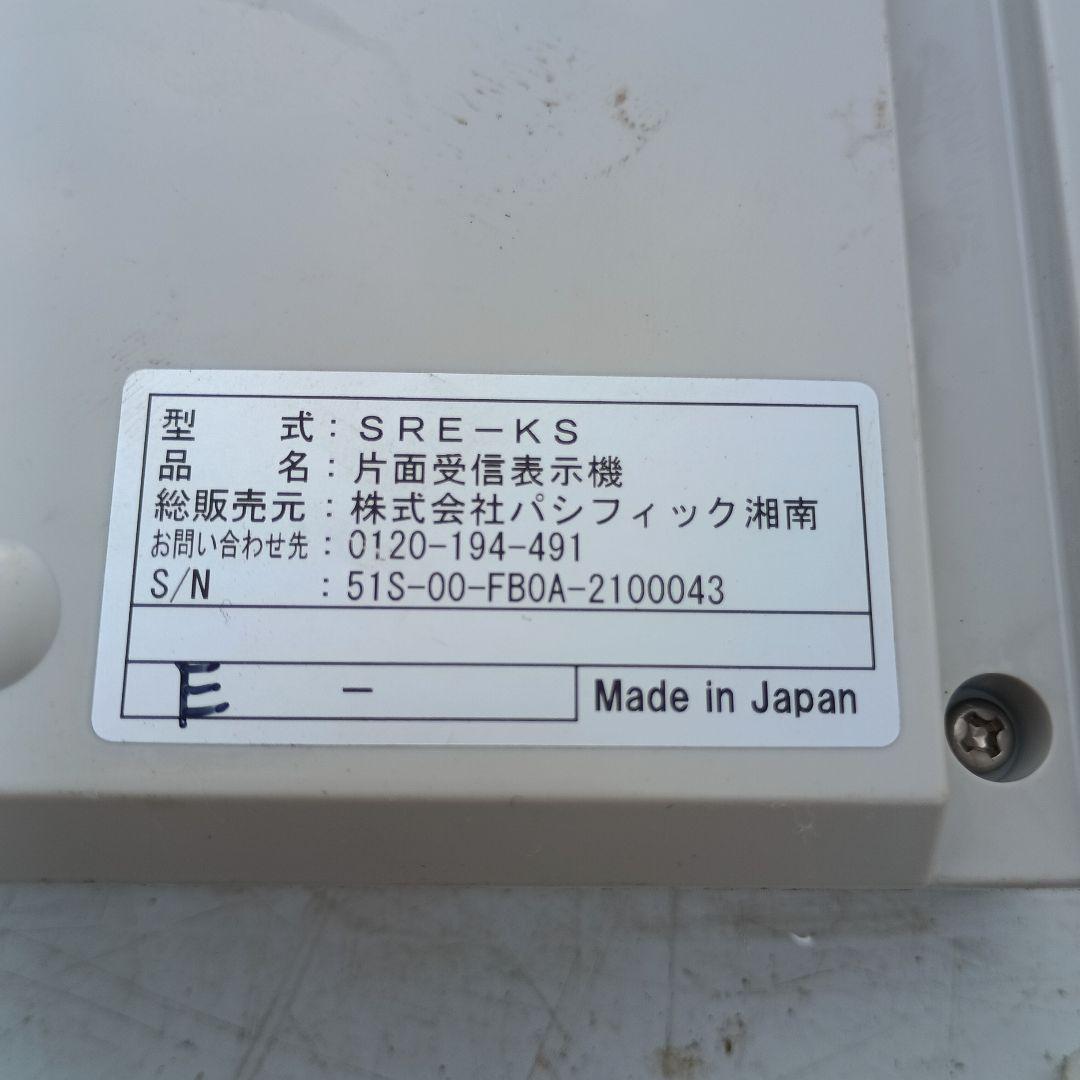 型 式：SRE－KS
品 名：片面受信表示機
総販売元：株式会社パシフィック湘南
お問い合わせ先：0120-194-491
S/N ：51S-00-FB0A-2100043
E －
Made in Japan